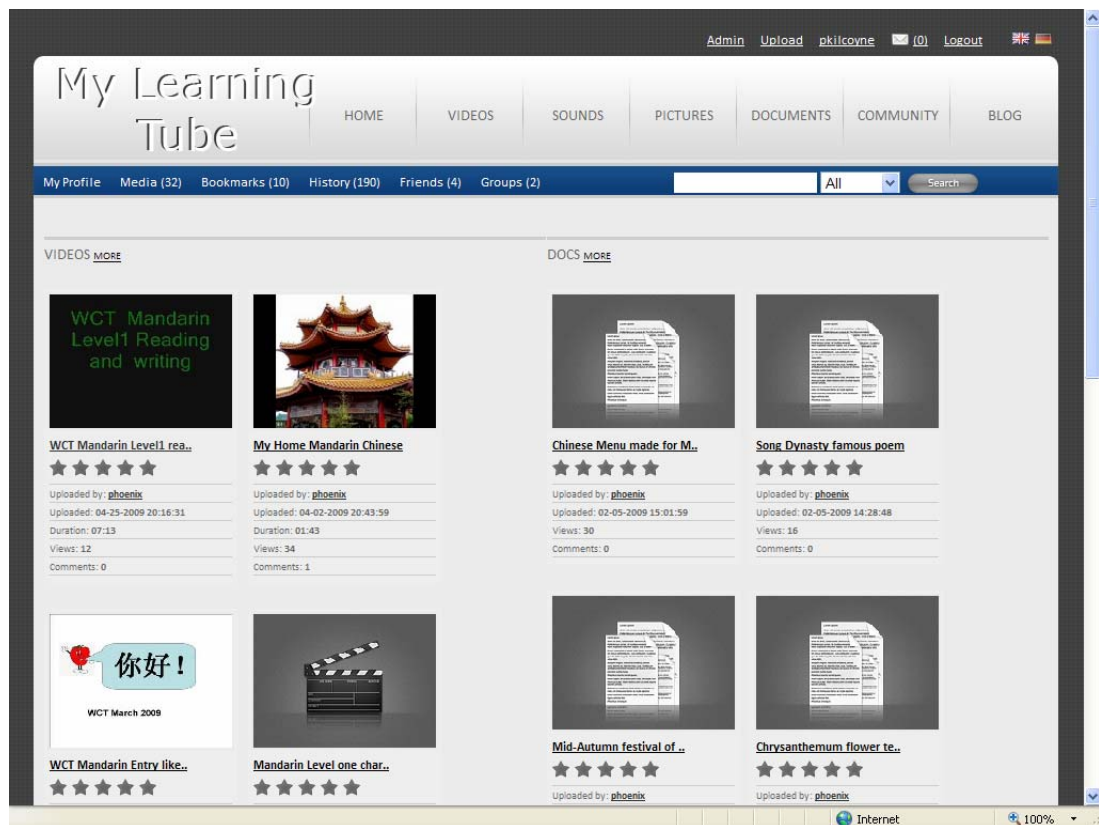 Admin Upload pkilcoyne (0) Logout
My Learning
Tube
HOME VIDEOS SOUNDS PICTURES DOCUMENTS COMMUNITY BLOG
My Profile Media (32) Bookmarks (10) History (190) Friends (4) Groups (2) All Search
VIDEOS MORE
WCT Mandarin
Level1 Reading
and writing
WCT Mandarin Level1 rea..
Uploaded by: phoenix
Uploaded: 04-25-2009 20:16:31
Duration: 07:13
Views: 12
Comments: 0
My Home Mandarin Chinese
Uploaded by: phoenix
Uploaded: 04-02-2009 20:43:59
Duration: 01:43
Views: 34
Comments: 1
你好!
WCT March 2009
WCT Mandarin Entry like..
Mandarin Level one char..
DOCS MORE
Chinese Menu made for M..
Uploaded by: phoenix
Uploaded: 02-05-2009 15:01:59
Views: 30
Comments: 0
Song Dynasty famous poem
Uploaded by: phoenix
Uploaded: 02-05-2009 14:28:48
Views: 16
Comments: 0
Mid-Autumn festival of ..
Uploaded by: phoenix
Chrysanthemum flower te..
Uploaded by: phoenix
Internet 100%